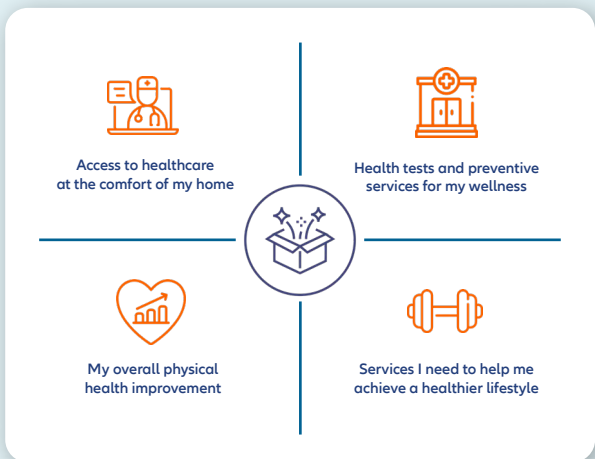 Access to healthcare
at the comfort of my home
Health tests and preventive
services for my wellness
My overall physical
health improvement
Services I need to help me
achieve a healthier lifestyle